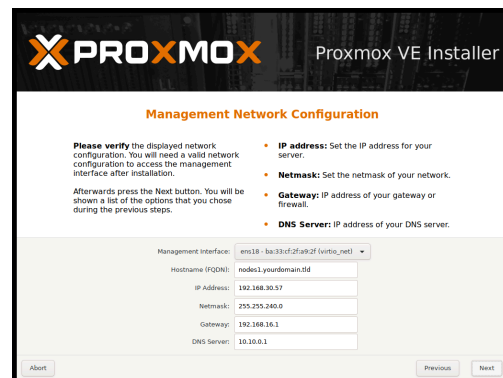 PROXMOX
Proxmox VE Installer
Management Network Configuration
Please verify the displayed network
configuration. You will need a valid network
configuration to access the management
interface after installation.
Afterwards press the Next button. You will be
shown a list of the options that you chose
during the previous steps.
• IP address: Set the IP address for your
server.
• Netmask: Set the netmask of your network.
• Gateway: IP address of your gateway or
firewall.
• DNS Server: IP address of your DNS server.
Management Interface: ens18 - ba:33:cf:2f:a9:2f (virtio_net)
Hostname (FQDN): nodes1.yourdomain.tld
IP Address: 192.168.30.57
Netmask: 255.255.240.0
Gateway: 192.168.16.1
DNS Server: 10.10.0.1
Abort Previous Next